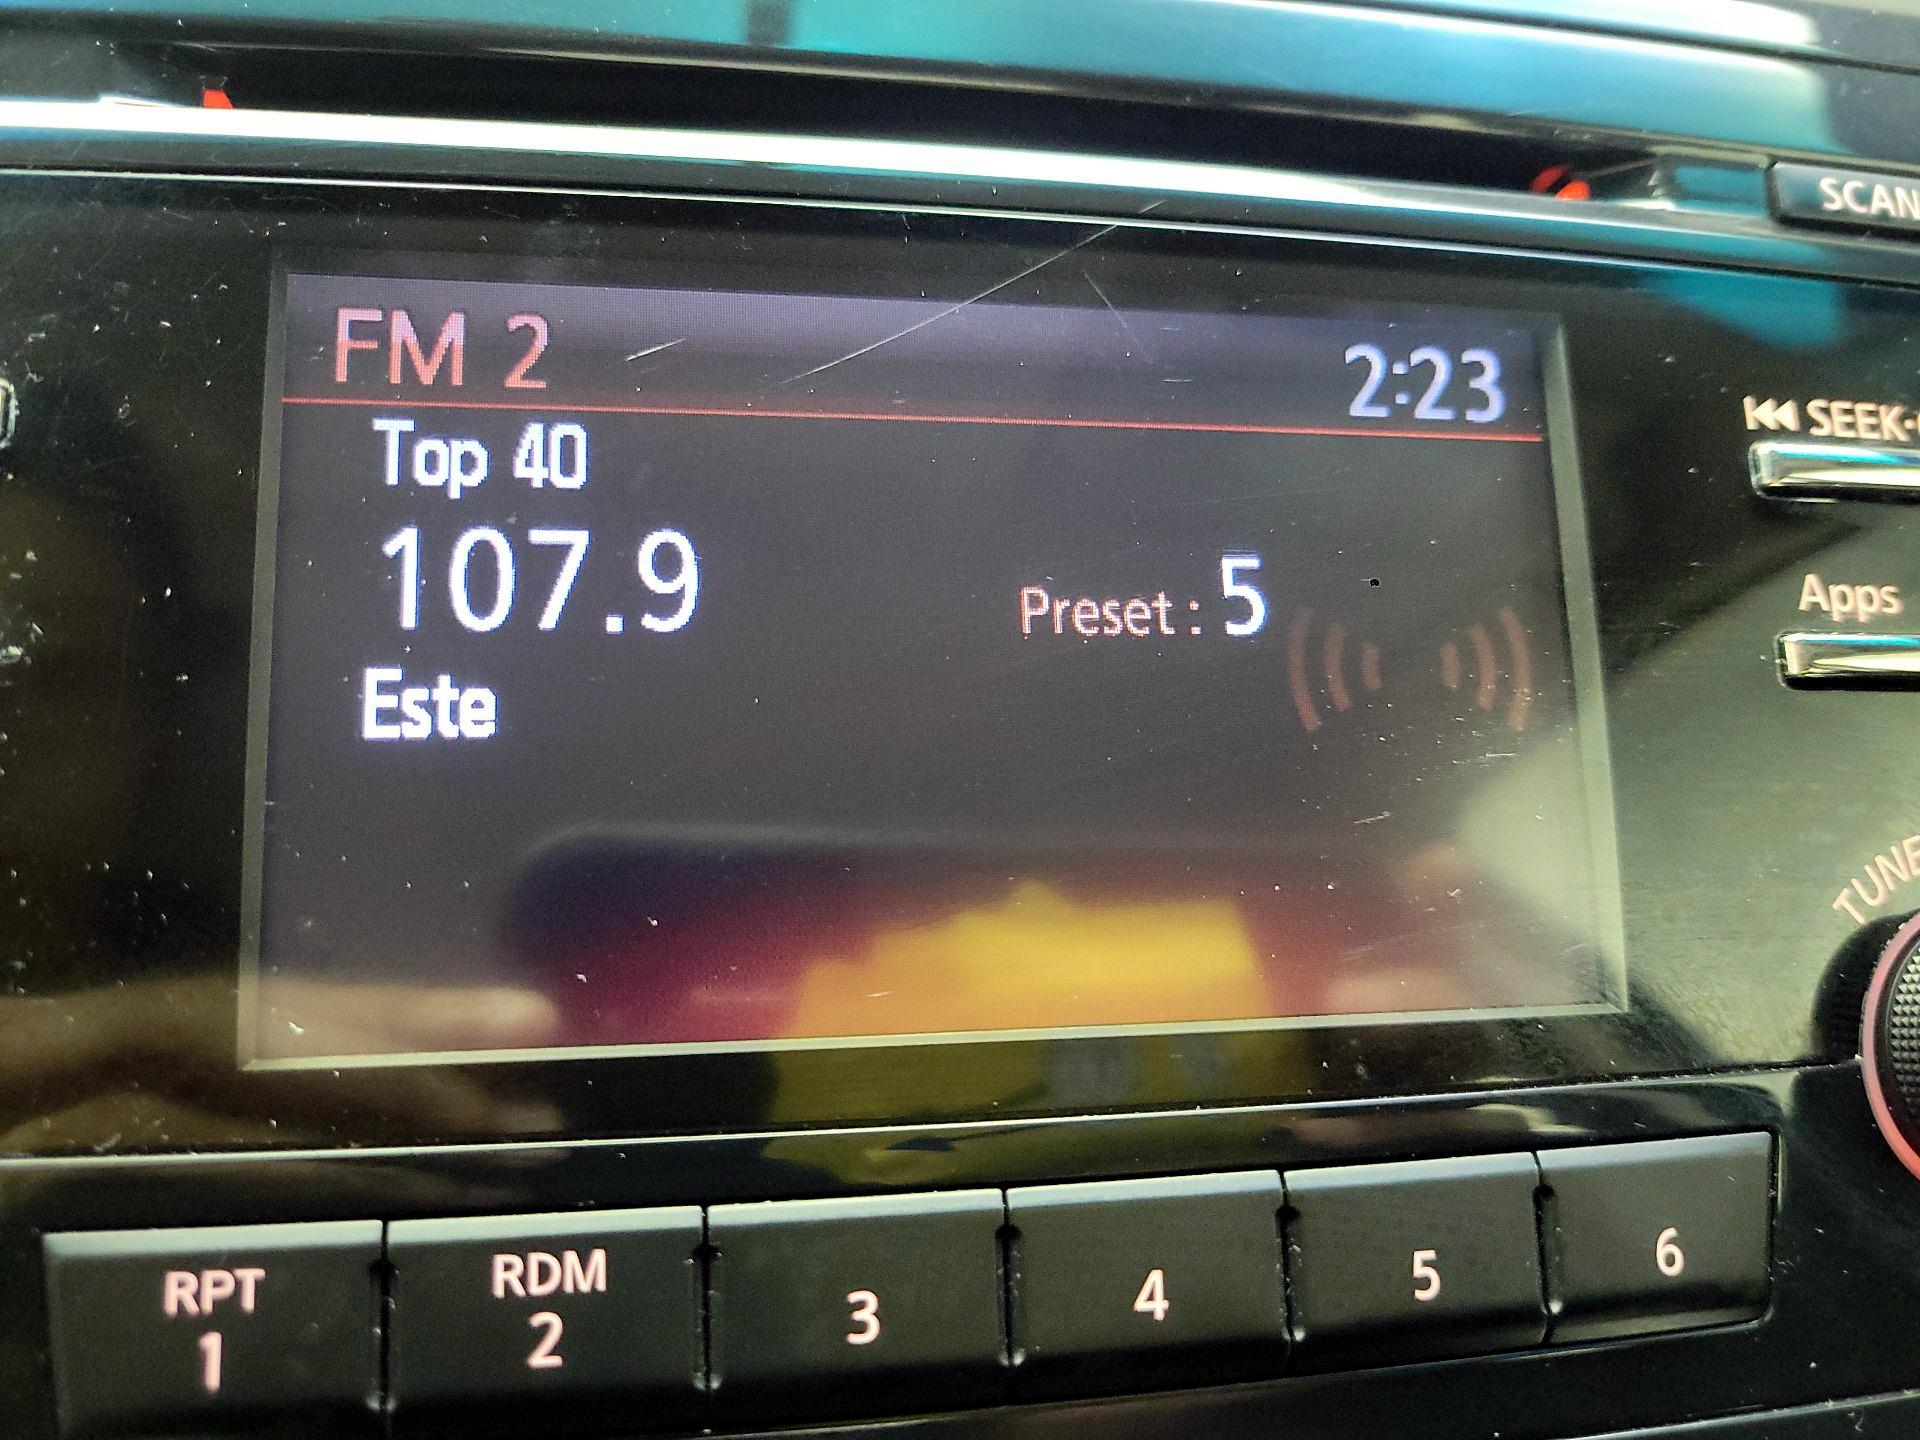 SCAN
FM 2
2:23
Top 40
SEEK
107.9
Preset : 5
Apps
Este
TUNE
RPT
1
RDM
2
3
4
5
6